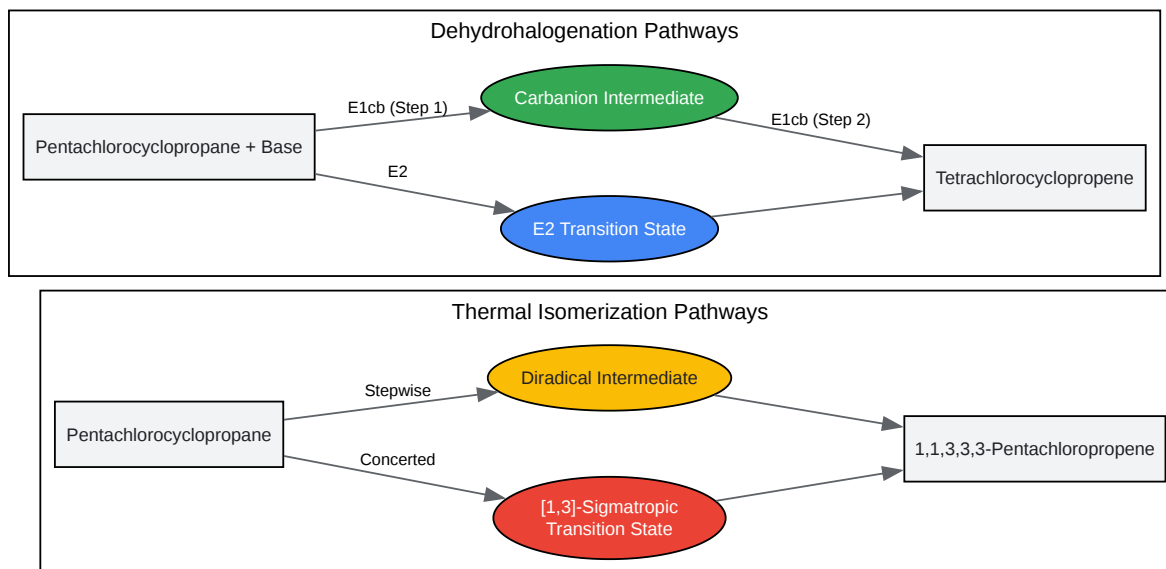 Dehydrohalogenation Pathways
Pentachlorocyclopropane + Base
E1cb (Step 1)
Carbanion Intermediate
E1cb (Step 2)
E2
E2 Transition State
Tetrachlorocyclopropene
Thermal Isomerization Pathways
Pentachlorocyclopropane
Stepwise
Diradical Intermediate
Concerted
[1,3]-Sigmatropic
Transition State
1,1,3,3,3-Pentachloropropene